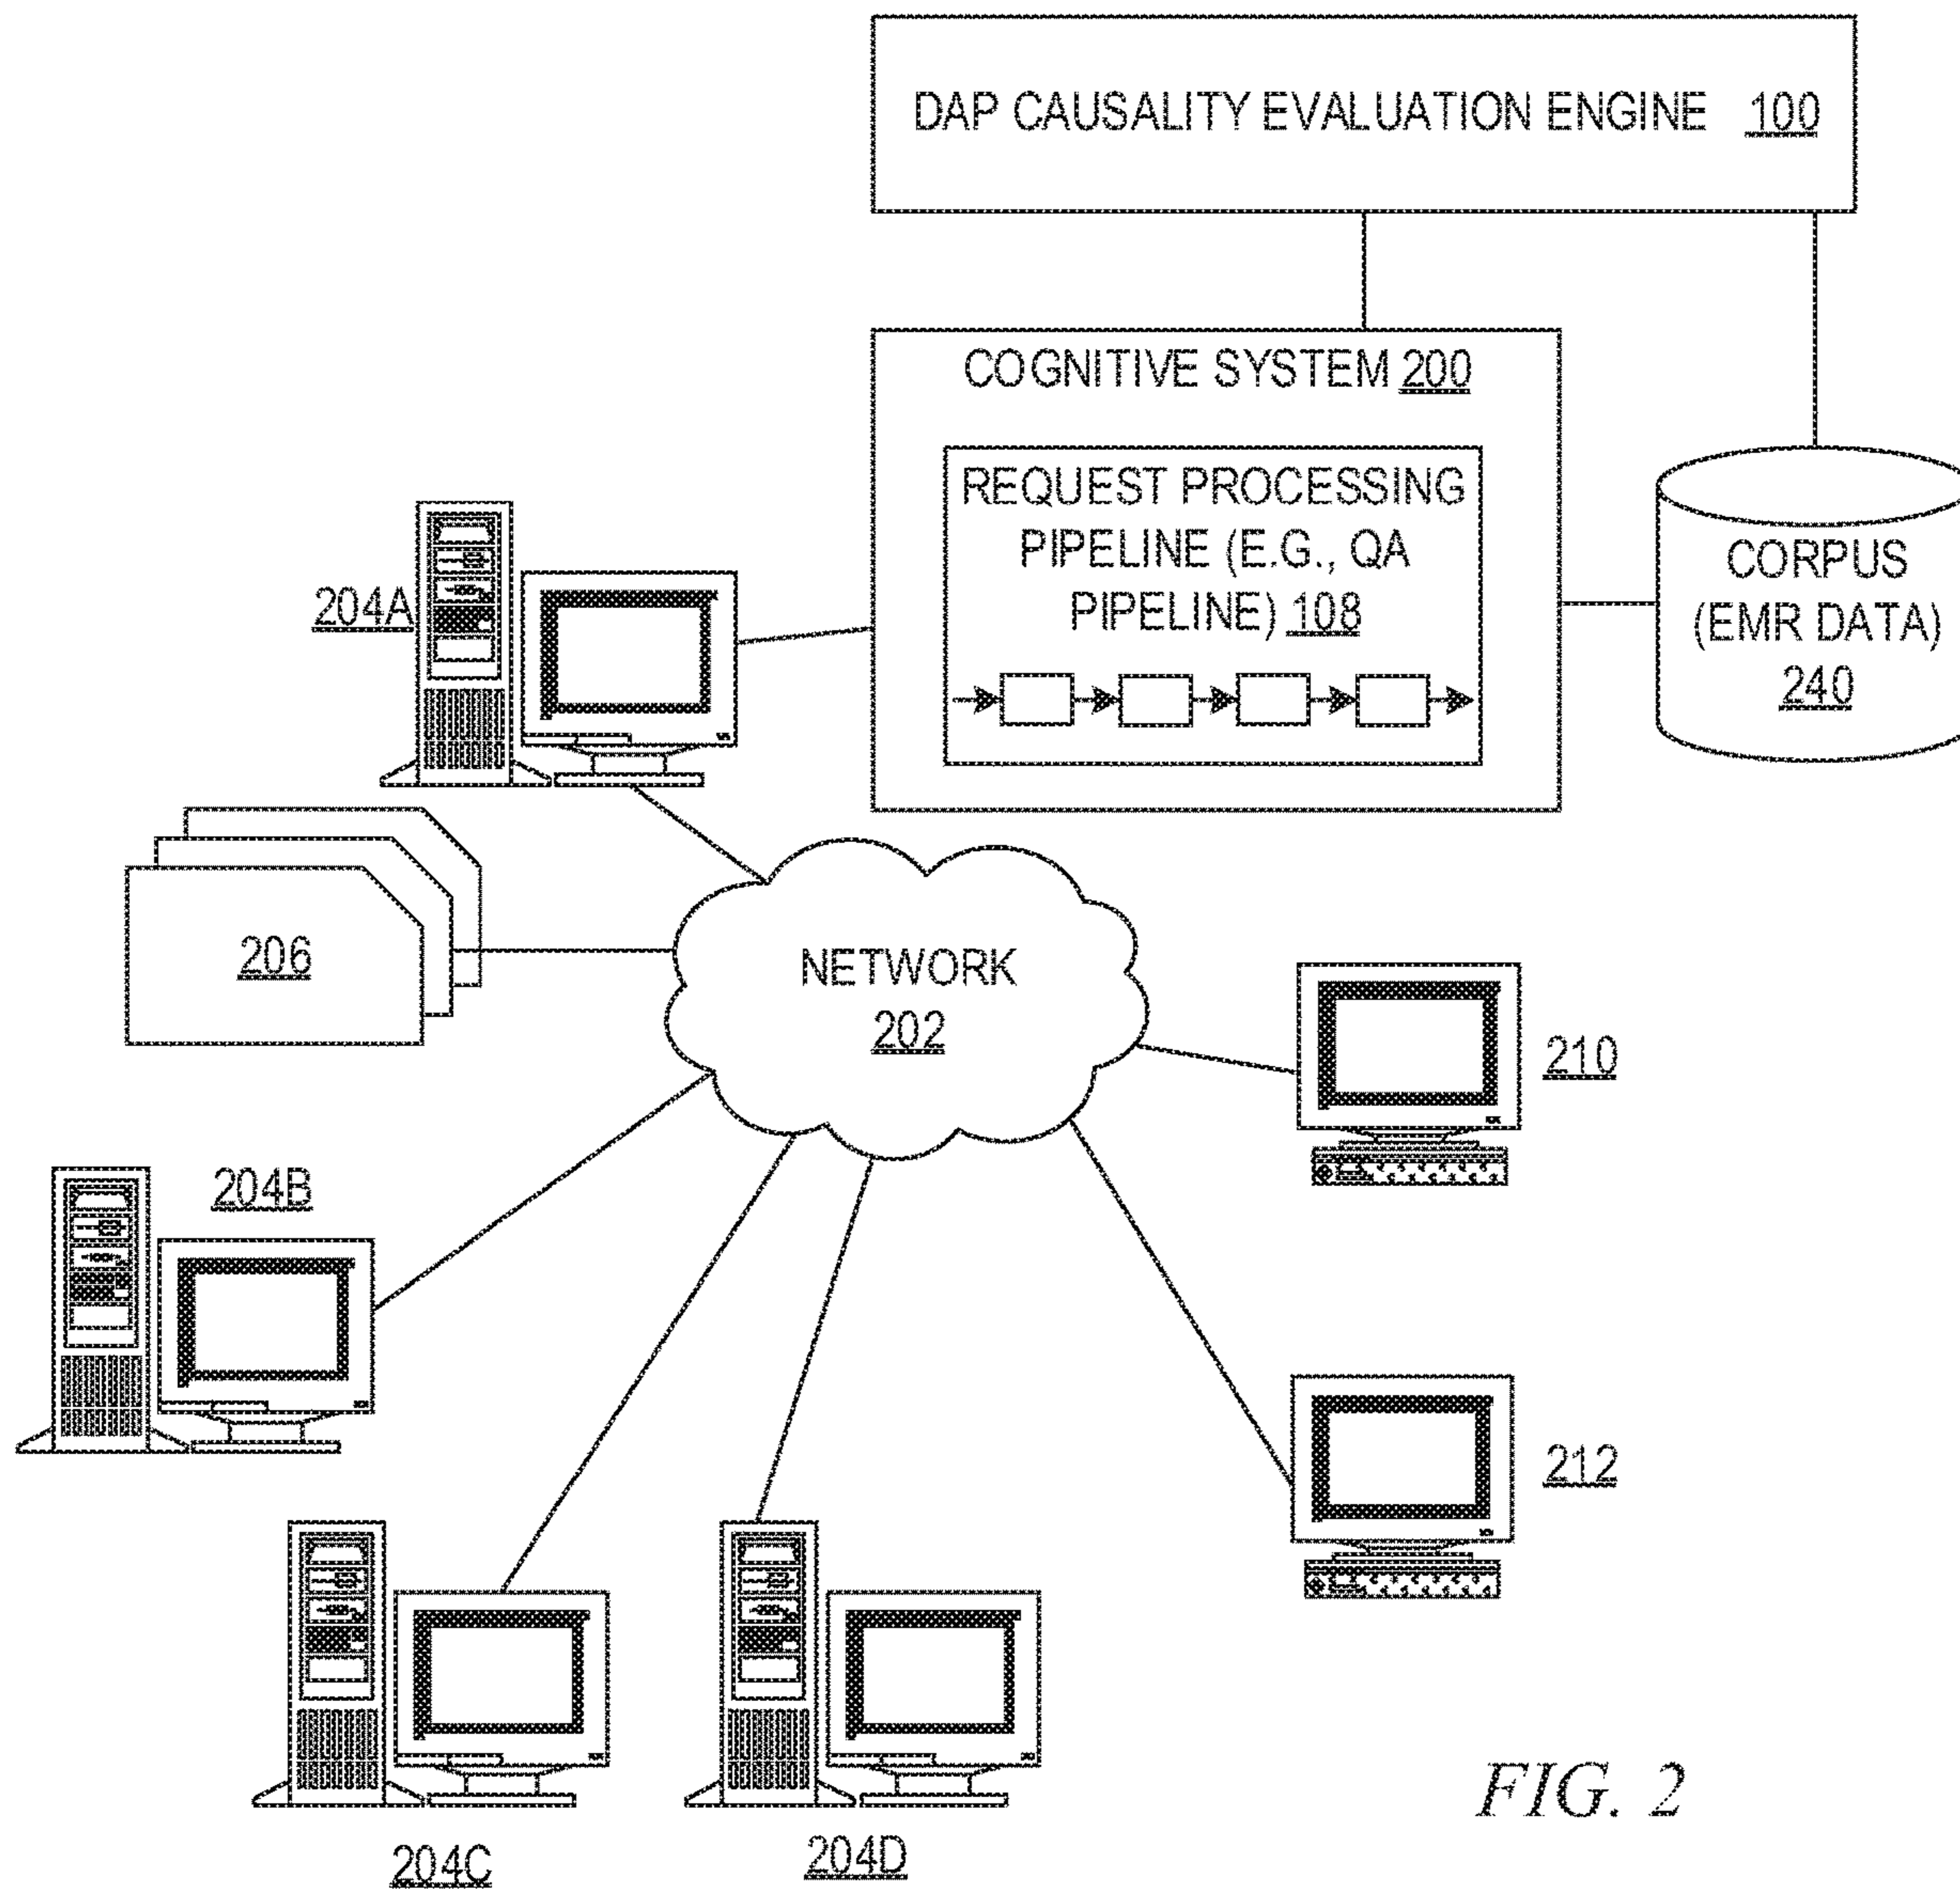 DAP CAUSALITY EVALUATION ENGINE 100
COGNITIVE SYSTEM 200
REQUEST PROCESSING
PIPELINE (E.G., QA
PIPELINE) 108
CORPUS
(EMR DATA)
240
204A
206
NETWORK
202
210
204B
212
204C
204D
FIG. 2